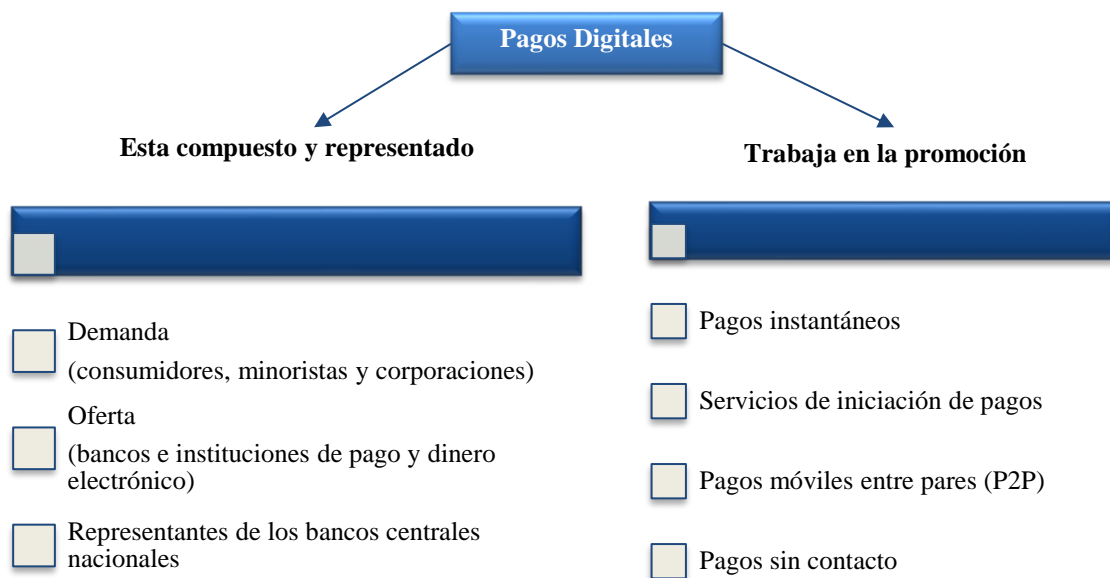 Pagos Digitales
Esta compuesto y representado
Demanda
(consumidores, minoristas y corporaciones)
Oferta
(bancos e instituciones de pago y dinero
electrónico)
Representantes de los bancos centrales
nacionales
Trabaja en la promoción
Pagos instantáneos
Servicios de iniciación de pagos
Pagos móviles entre pares (P2P)
Pagos sin contacto